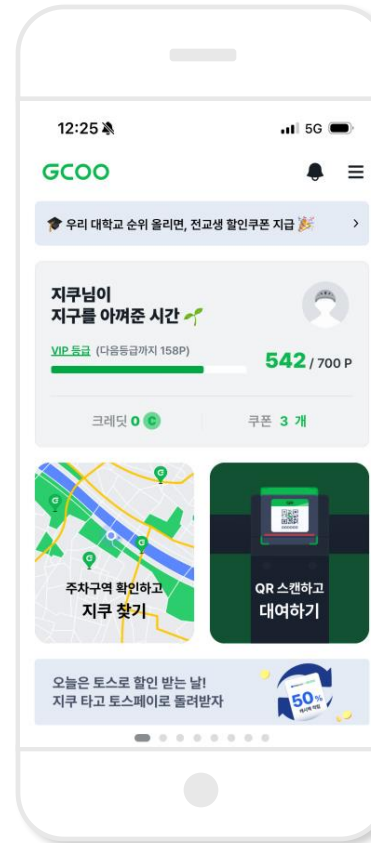 12:25
5G
GCOO
우리 대학교 순위 올리면, 전교생 할인쿠폰 지급
지쿠님이
지구를 아껴준 시간
VIP 등급 (다음등급까지 158P)
542 / 700 P
크레딧 0 C
쿠폰 3 개
주차구역 확인하고
지쿠 찾기
QR 스캔하고
대여하기
오늘은 토스로 할인 받는 날!
지쿠 타고 토스페이로 돌려받자
50%